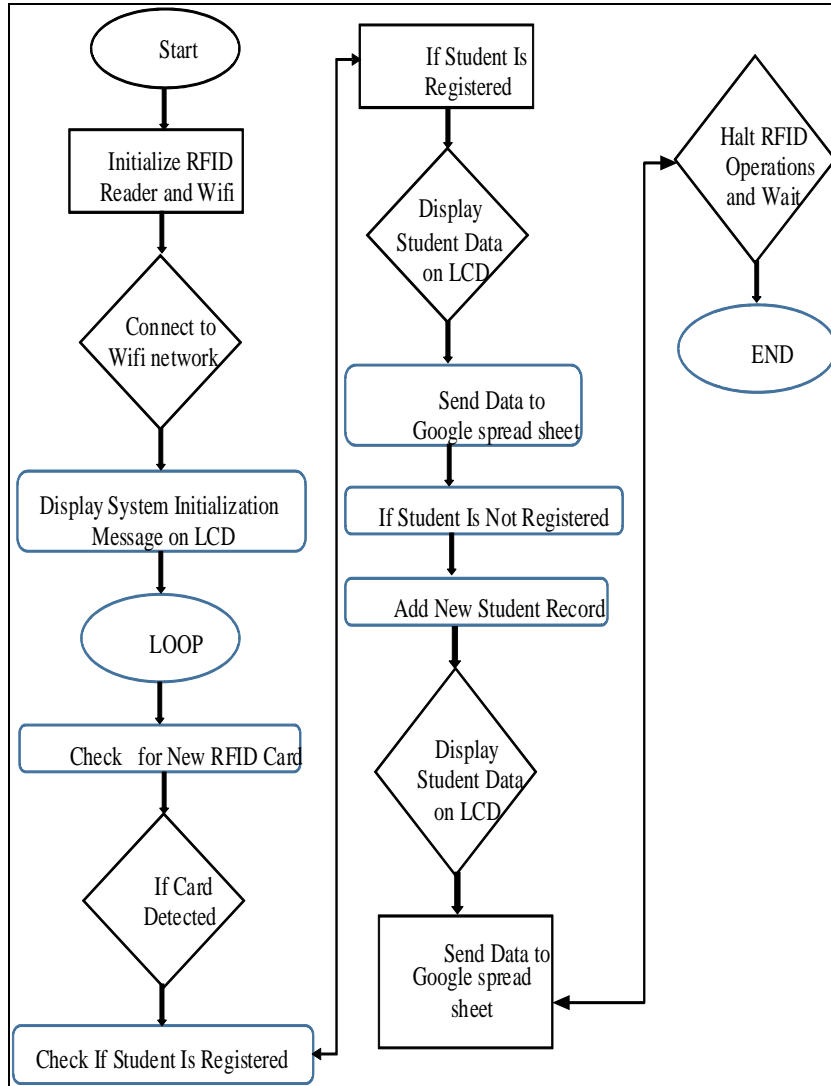 Start
Initialize RFID
Reader and Wifi
Connect to
Wifi network
Display System Initialization
Message on LCD
LOOP
Check for New RFID Card
If Card
Detected
Check If Student Is Registered
If Student Is
Registered
Display
Student Data
on LCD
Send Data to
Google spread sheet
If Student Is Not Registered
Add New Student Record
Display
Student Data
on LCD
Send Data to
Google spread
sheet
Halt RFID
Operations
and Wait
END